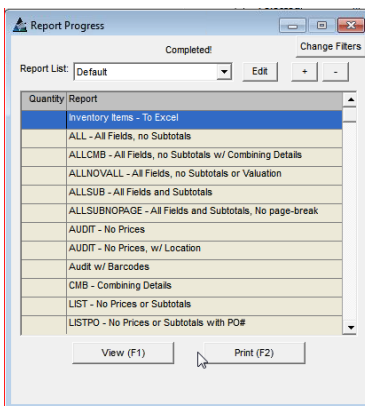 Report Progress
Completed!
Change Filters
Report List: Default
Edit
+
-
Quantity Report
Inventory Items - To Excel
ALL - All Fields, no Subtotals
ALLCMB - All Fields, no Subtotals w/ Combining Details
ALLNOVALL - All Fields, no Subtotals or Valuation
ALLSUB - All Fields and Subtotals
ALLSUBNOPAGE - All Fields and Subtotals, No page-break
AUDIT - No Prices
AUDIT - No Prices, w/ Location
Audit w/ Barcodes
CMB - Combining Details
LIST - No Prices or Subtotals
LISTPO - No Prices or Subtotals with PO#
View (F1)
Print (F2)